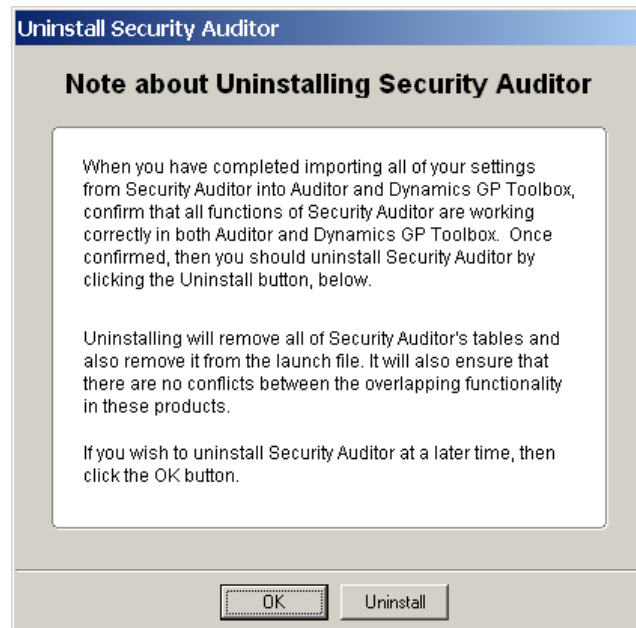 Uninstall Security Auditor
Note about Uninstalling Security Auditor
When you have completed importing all of your settings
from Security Auditor into Auditor and Dynamics GP Toolbox,
confirm that all functions of Security Auditor are working
correctly in both Auditor and Dynamics GP Toolbox.  Once
confirmed, then you should uninstall Security Auditor by
clicking the Uninstall button, below.
Uninstalling will remove all of Security Auditor's tables and
also remove it from the launch file. It will also ensure that
there are no conflicts between the overlapping functionality
in these products.
If you wish to uninstall Security Auditor at a later time, then
click the OK button.
OK Uninstall